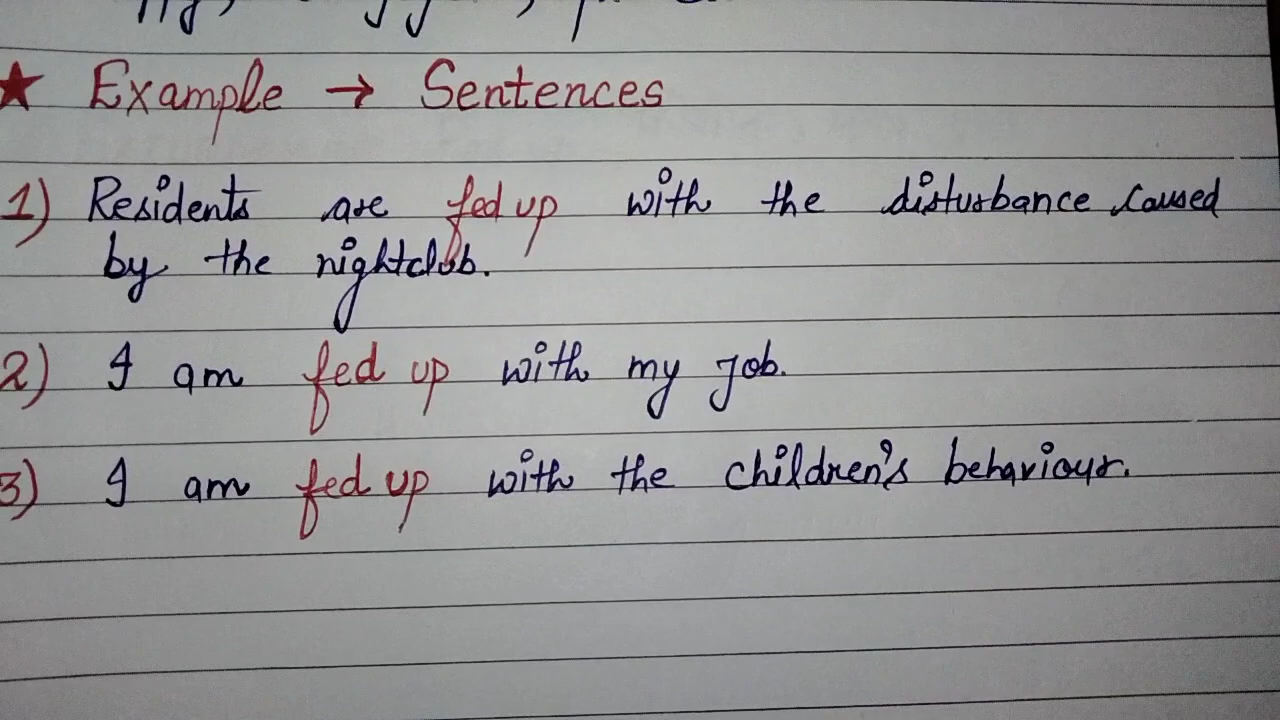 ★ Example → Sentences
1) Residents are fed up with the disturbance caused
by the nightclub.
2) I am fed up with my job.
3) I am fed up with the children's behaviour.